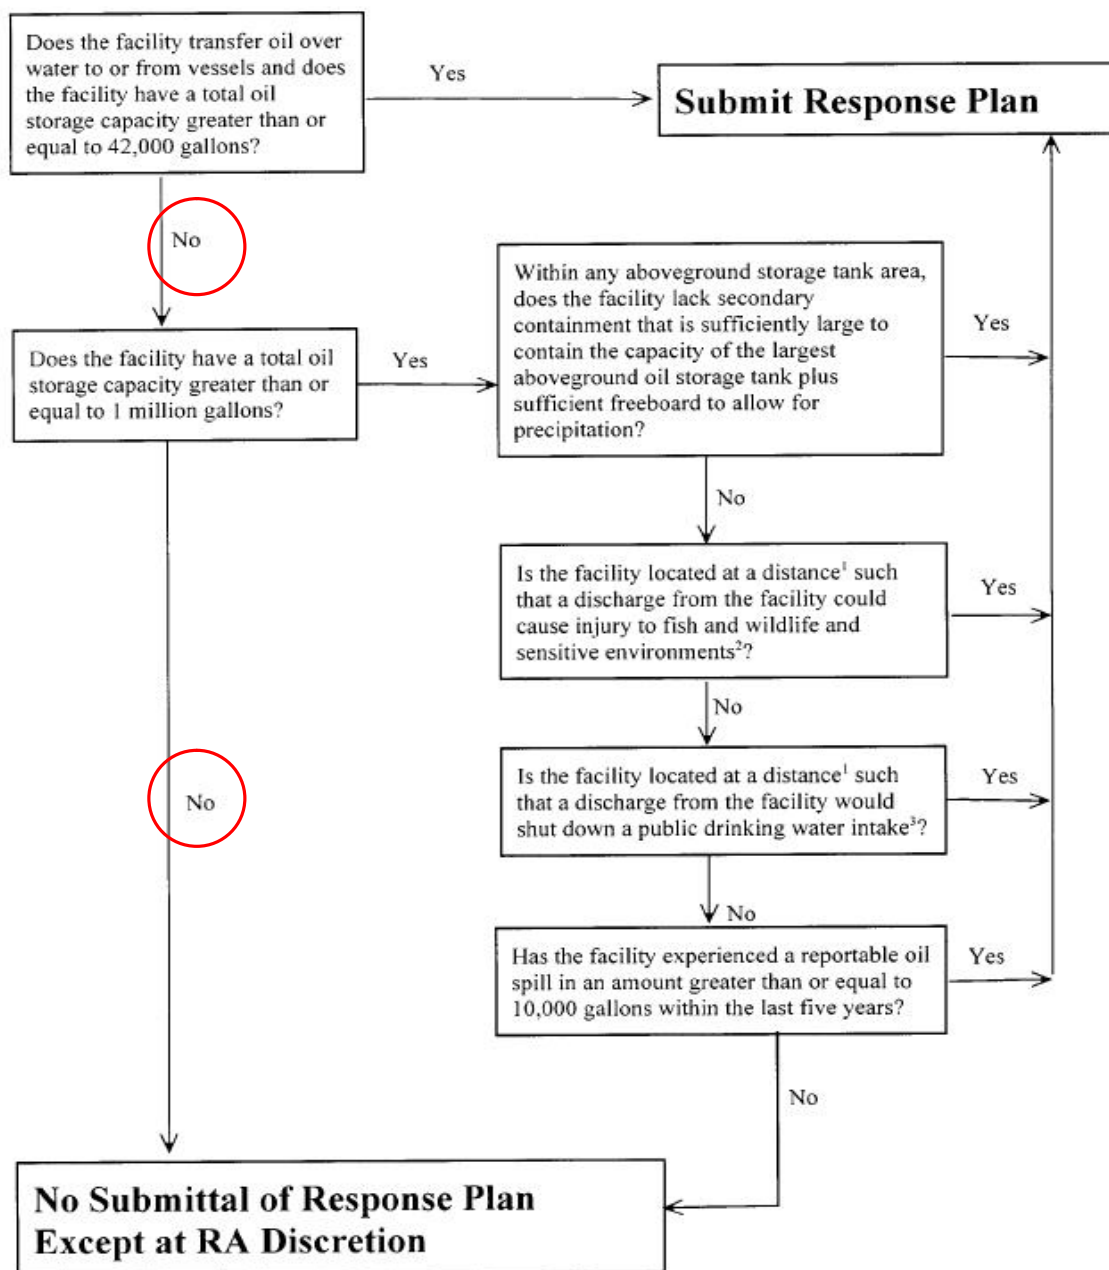 Does the facility transfer oil over
water to or from vessels and does
the facility have a total oil
storage capacity greater than or
equal to 42,000 gallons?
Yes
Submit Response Plan
No
Does the facility have a total oil
storage capacity greater than or
equal to 1 million gallons?
Yes
Within any aboveground storage tank area,
does the facility lack secondary
containment that is sufficiently large to
contain the capacity of the largest
aboveground oil storage tank plus
sufficient freeboard to allow for
precipitation?
Yes
No
Is the facility located at a distance¹ such
that a discharge from the facility could
cause injury to fish and wildlife and
sensitive environments²?
Yes
No
Is the facility located at a distance¹ such
that a discharge from the facility would
shut down a public drinking water intake³?
Yes
No
No
Has the facility experienced a reportable oil
spill in an amount greater than or equal to
10,000 gallons within the last five years?
Yes
No
No Submittal of Response Plan
Except at RA Discretion